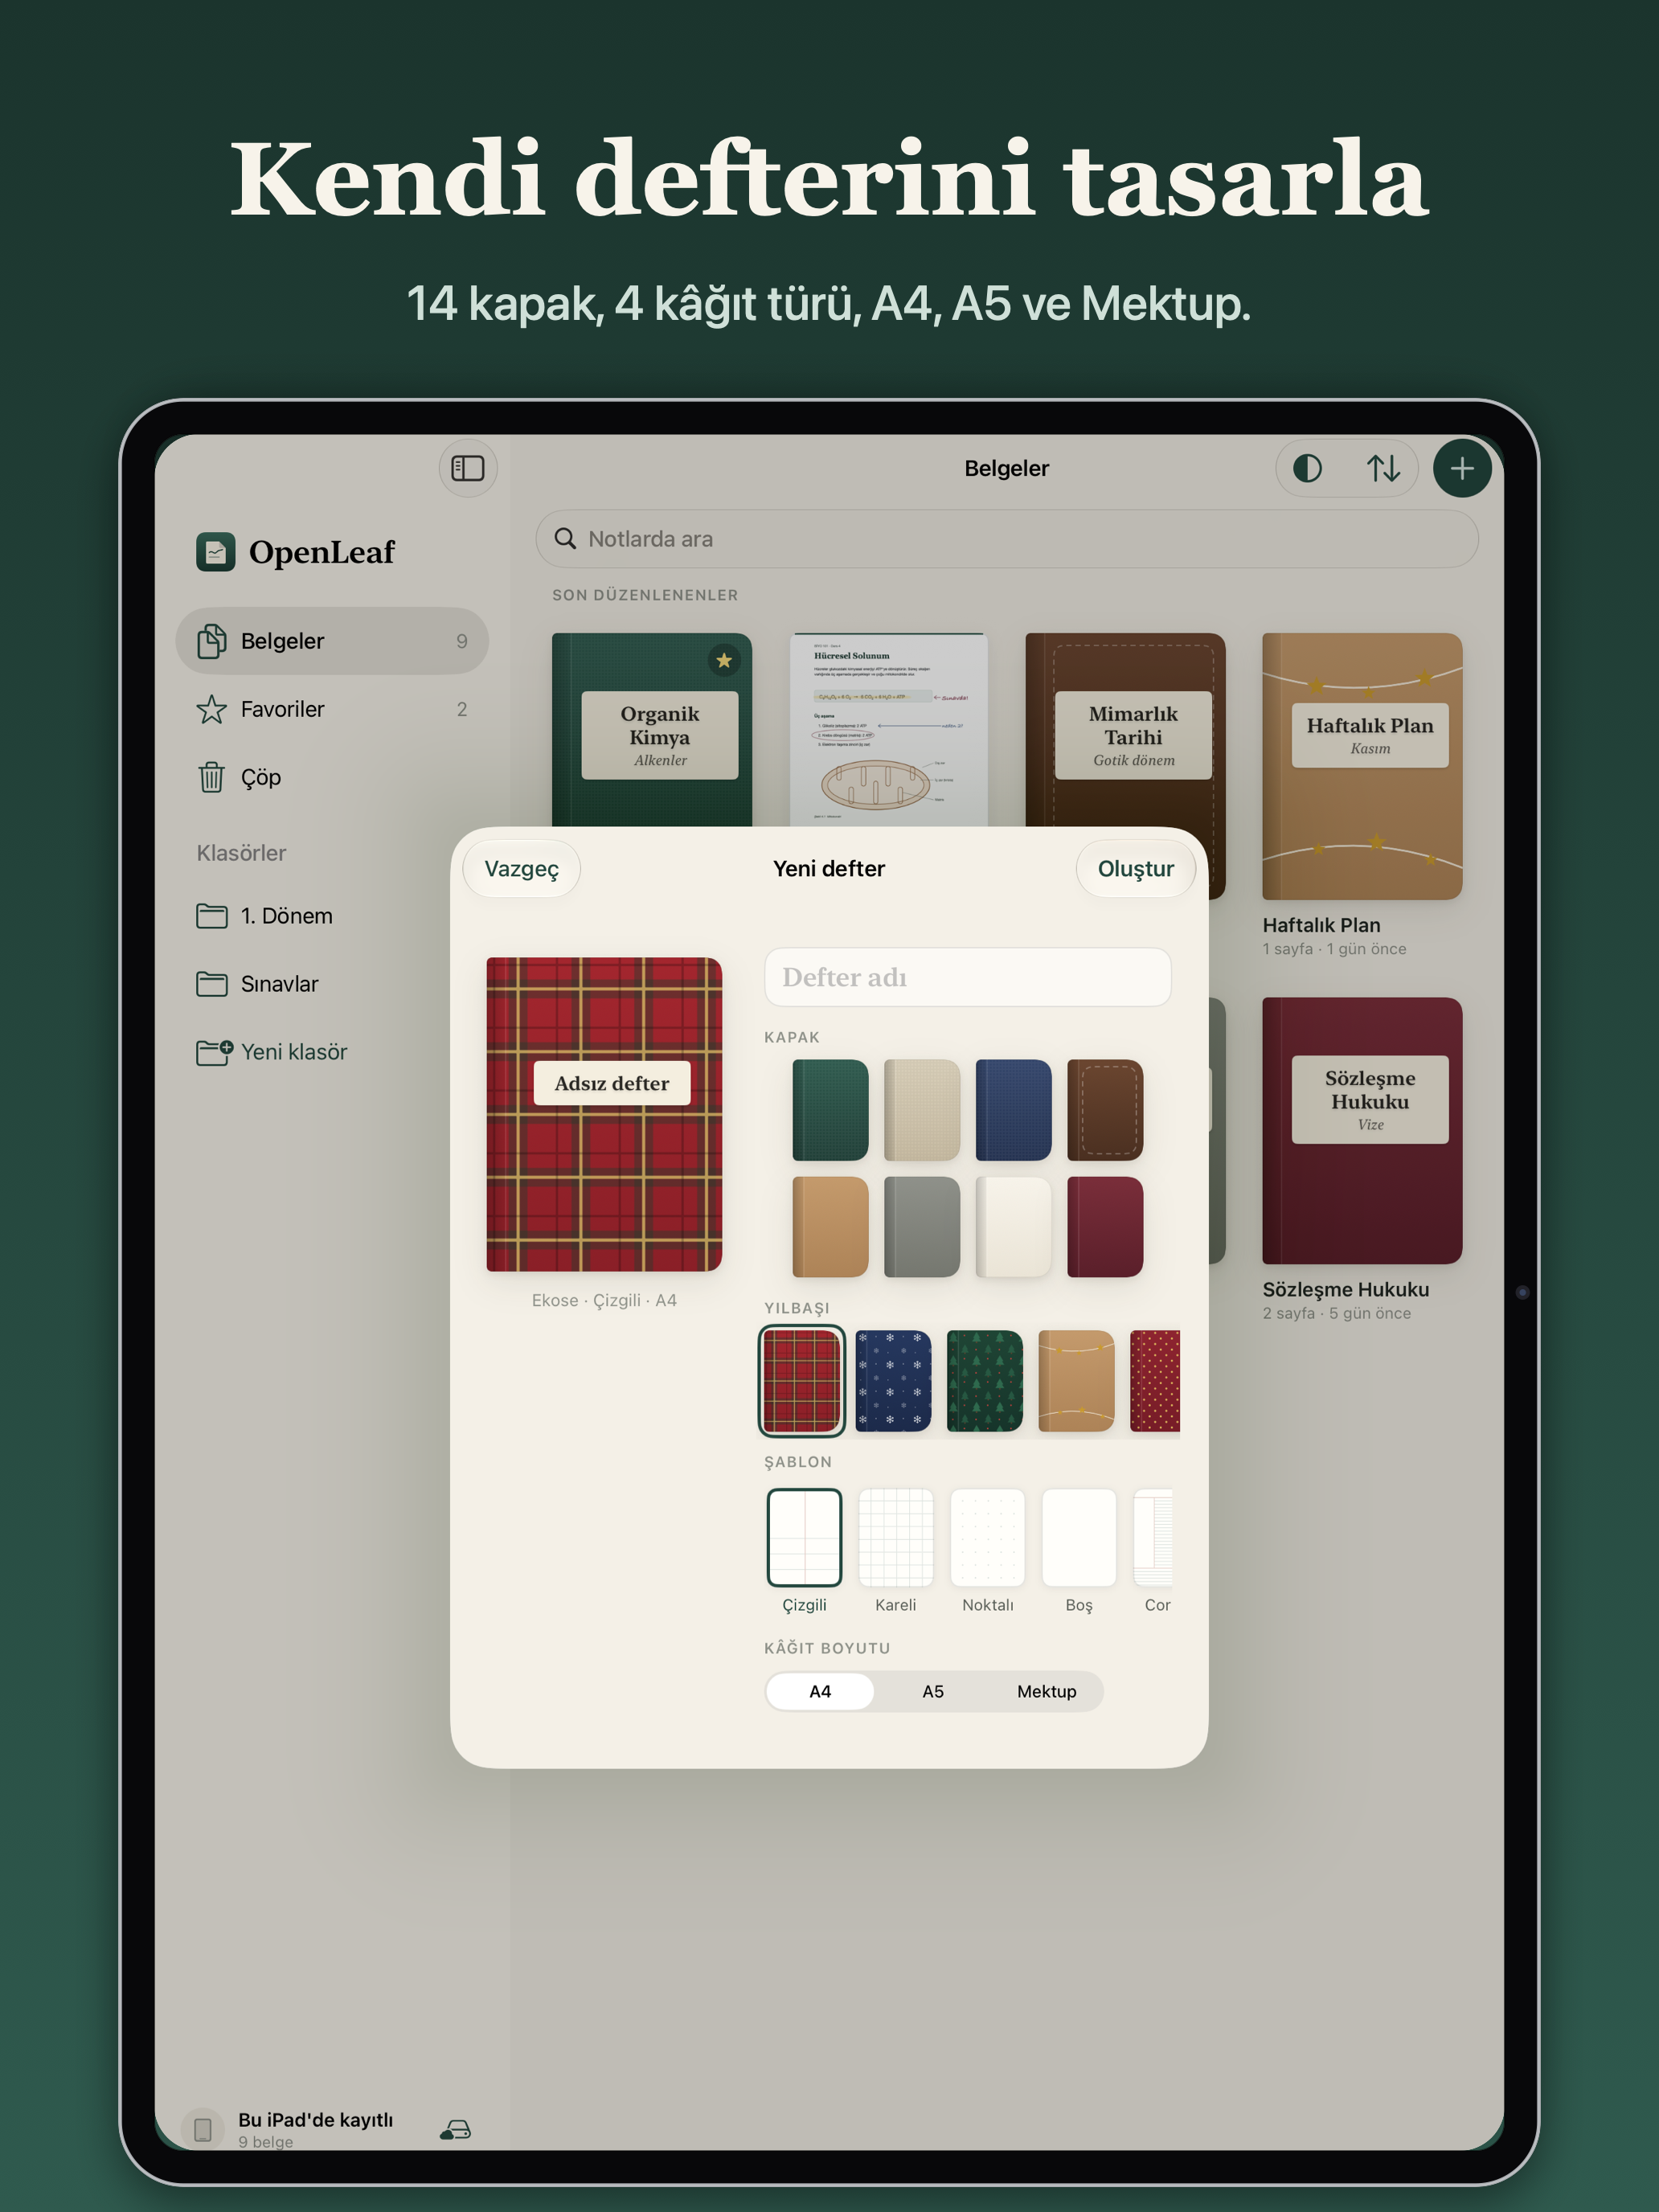 Kendi defterini tasarla
14 kapak, 4 kâğıt türü, A4, A5 ve Mektup.
Belgeler
OpenLeaf
Notlarda ara
SON DÜZENLENENLER
Belgeler 9
Favoriler 2
Çöp
Klasörler
1. Dönem
Sınavlar
Yeni klasör
Organik
Kimya
Alkenler
Hücresel Solunum
Mimarlık
Tarihi
Gotik dönem
Haftalık Plan
Kasım
Haftalık Plan
1 sayfa · 1 gün önce
Sözleşme
Hukuku
Vize
Sözleşme Hukuku
2 sayfa · 5 gün önce
Vazgeç
Yeni defter
Oluştur
Adsız defter
Ekose · Çizgili · A4
Defter adı
KAPAK
YILBAŞI
ŞABLON
Çizgili
Kareli
Noktalı
Boş
Cor
KÂĞIT BOYUTU
A4
A5
Mektup
Bu iPad'de kayıtlı
9 belge